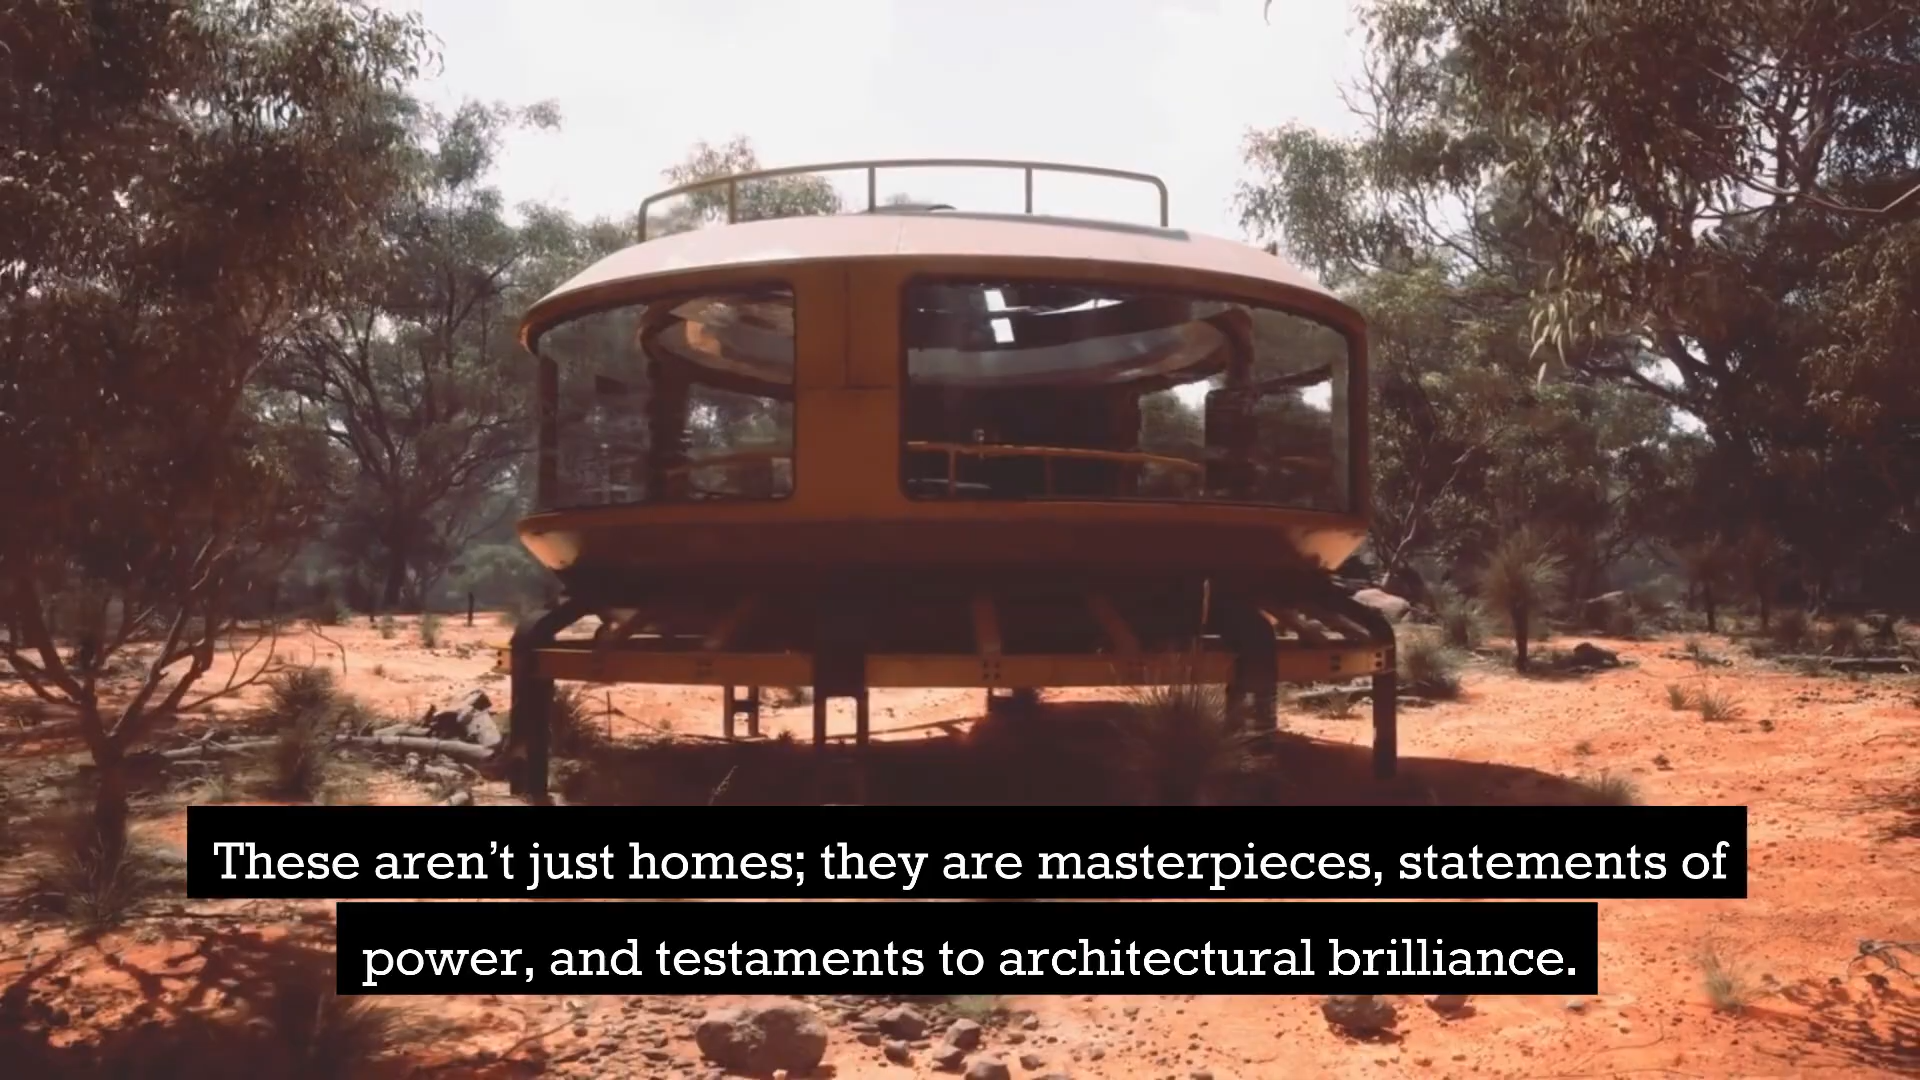 These aren’t just homes; they are masterpieces, statements of
power, and testaments to architectural brilliance.